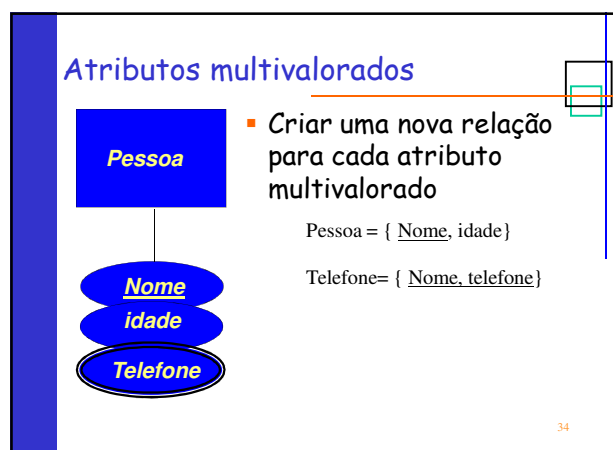 Atributos multivalorados
Pessoa
Nome
idade
Telefone
▪ Criar uma nova relação
para cada atributo
multivalorado
Pessoa = { Nome, idade}
Telefone= { Nome, telefone}
34